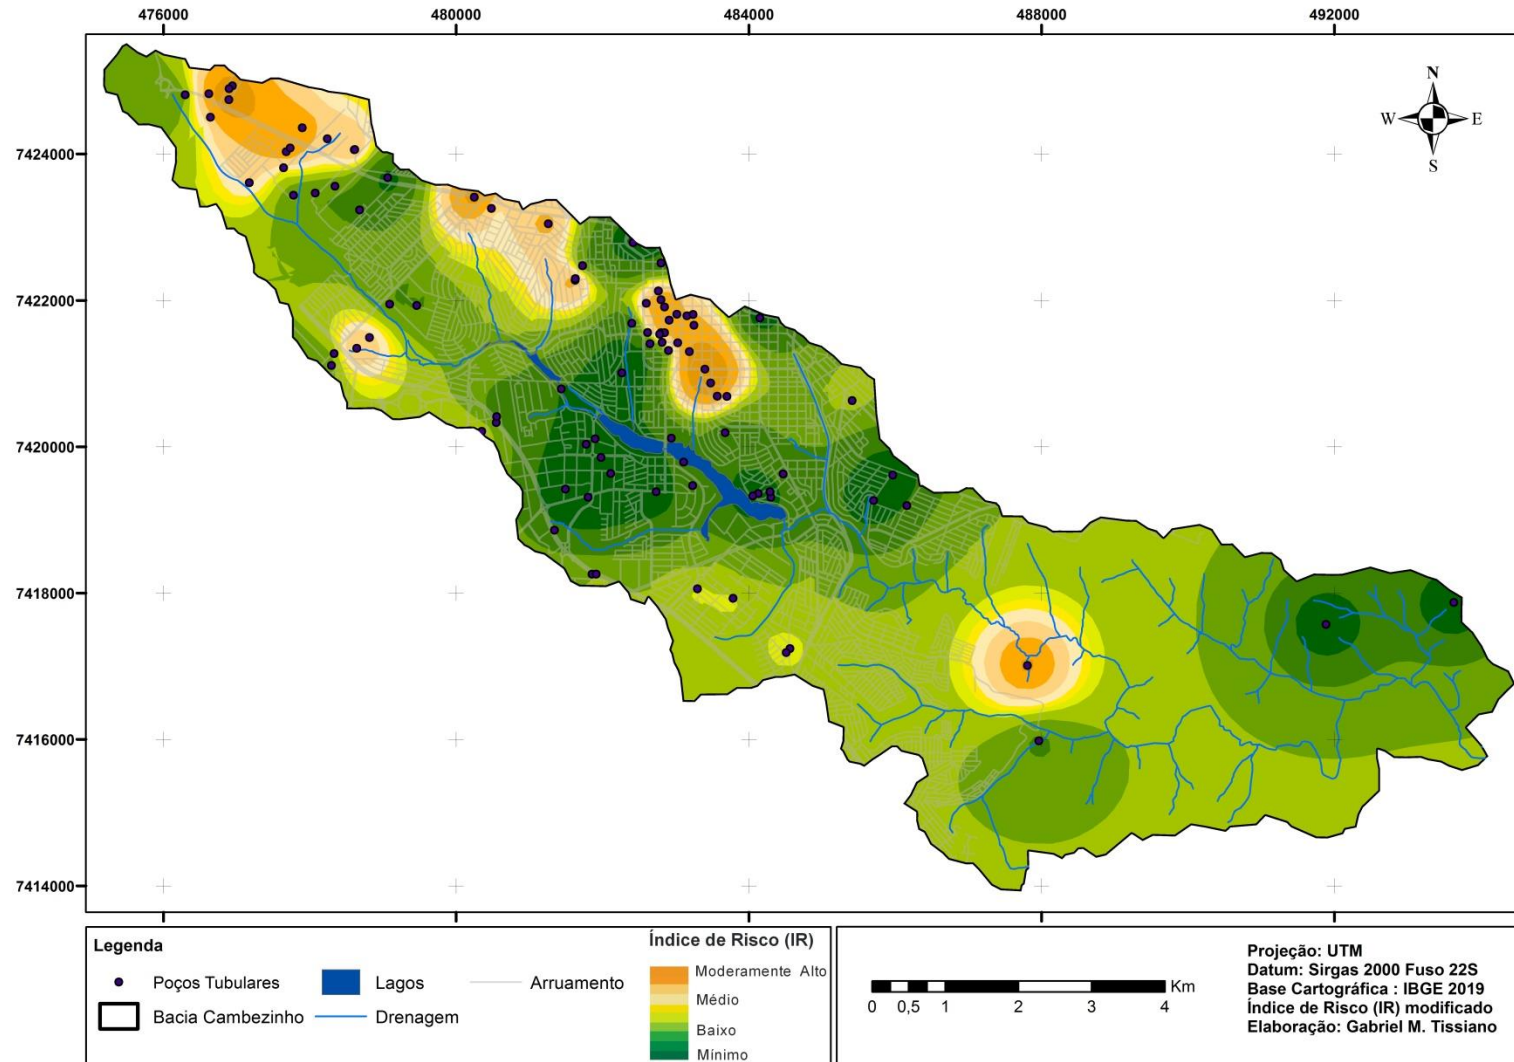 476000 480000 484000 488000 492000
N
W E
S
7424000
7422000
7420000
7418000
7416000
7414000
Legenda
Poços Tubulares
Lagos
Arruamento
Bacia Cambezinho
Drenagem
Índice de Risco (IR)
Moderamente Alto
Médio
Baixo
Mínimo
Km
0 0,5 1 2 3 4
Projeção: UTM
Datum: Sirgas 2000 Fuso 22S
Base Cartográfica : IBGE 2019
Índice de Risco (IR) modificado
Elaboração: Gabriel M. Tissiano